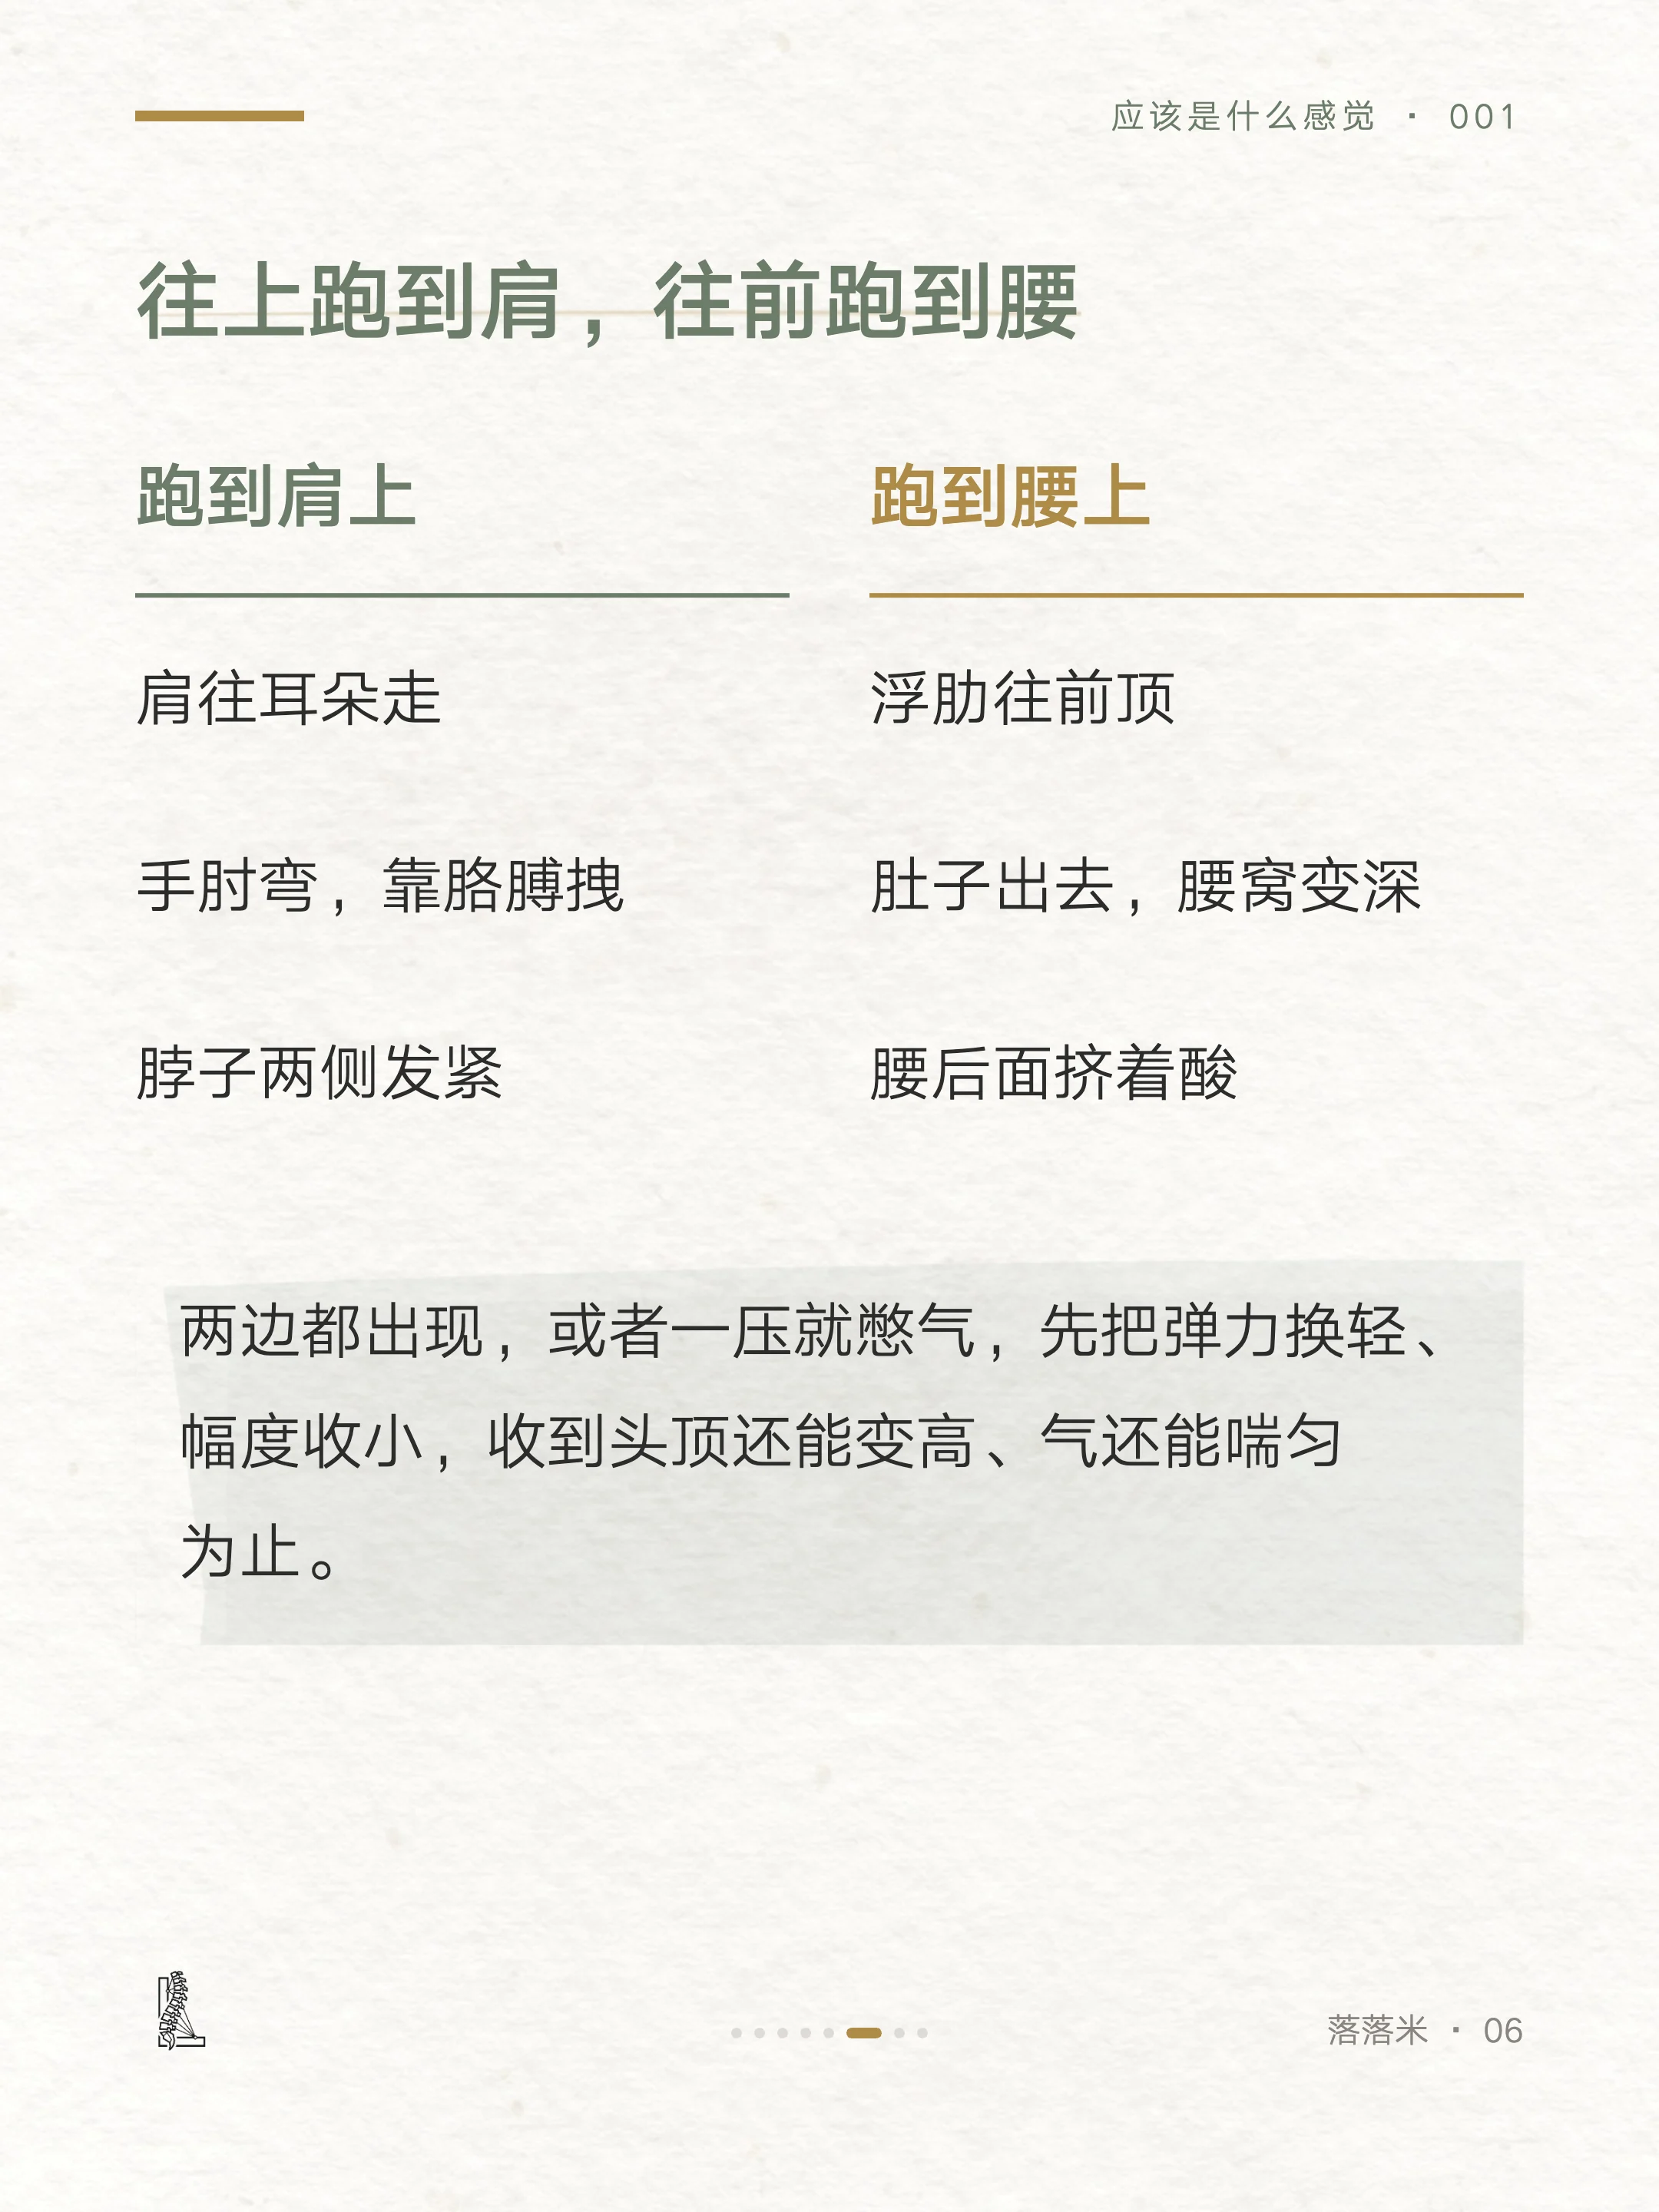 应该是什么感觉 · 001
往上跑到肩，往前跑到腰
跑到肩上
肩往耳朵走
手肘弯，靠胳膊拽
脖子两侧发紧
跑到腰上
浮肋往前顶
肚子出去，腰窝变深
腰后面挤着酸
两边都出现，或者一压就憋气，先把弹力换轻、
幅度收小，收到头顶还能变高、气还能喘匀
为止。
落落米 · 06